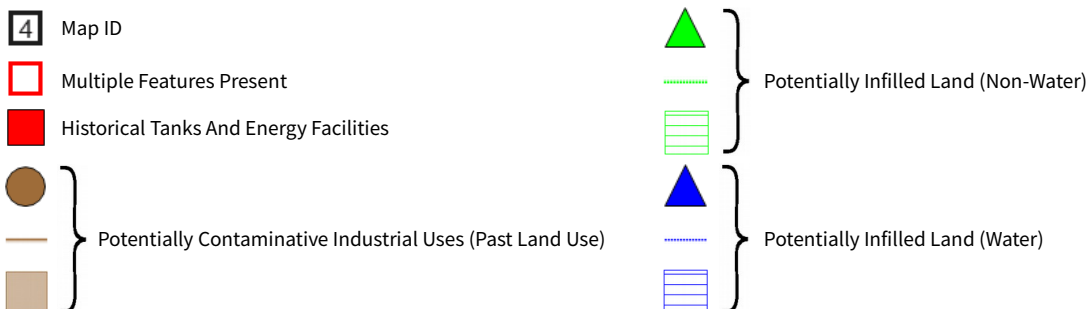 4 Map ID
Multiple Features Present
Historical Tanks And Energy Facilities
Potentially Contaminative Industrial Uses (Past Land Use)
Potentially Infilled Land (Non-Water)
Potentially Infilled Land (Water)